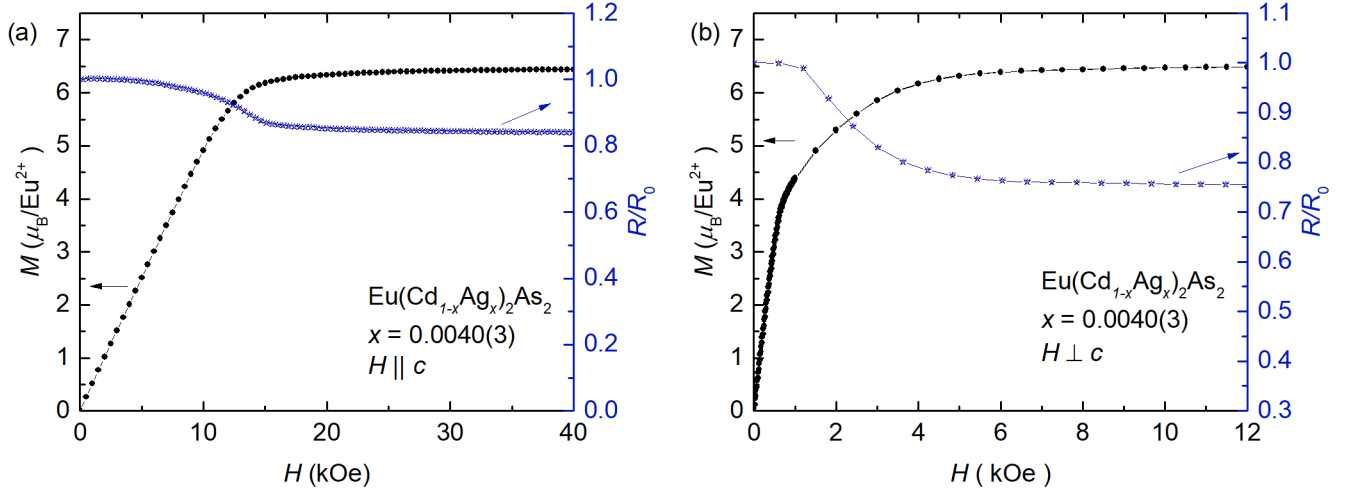 (a)
7
6
5
4
3
2
1
0
M (μB/Eu2+)
1.2
1.0
0.8
0.6
0.4
0.2
0.0
R/R0
Eu(Cd1-xAgx)2As2
x = 0.0040(3)
H || c
0 10 20 30 40
H (kOe)
(b)
7
6
5
4
3
2
1
0
M (μB/Eu2+)
1.1
1.0
0.9
0.8
0.7
0.6
0.5
0.4
0.3
R/R0
Eu(Cd1-xAgx)2As2
x = 0.0040(3)
H ⊥ c
0 2 4 6 8 10 12
H ( kOe )